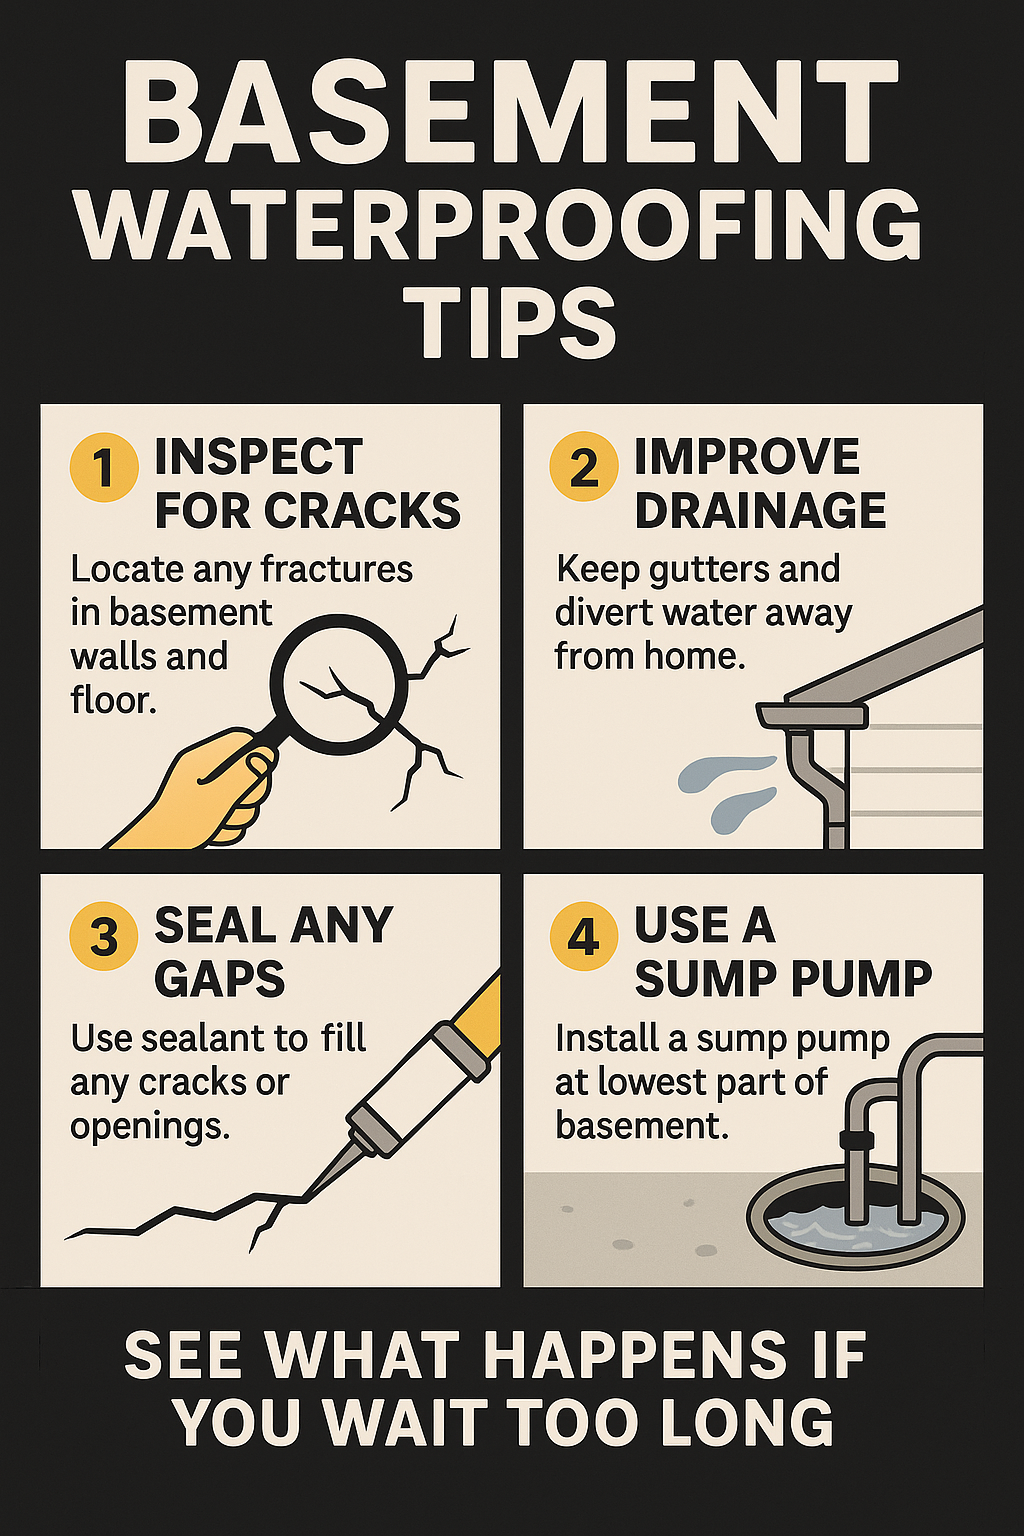 BASEMENT
WATERPROOFING
TIPS
1 INSPECT
FOR CRACKS
Locate any fractures
in basement
walls and
floor.
2 IMPROVE
DRAINAGE
Keep gutters and
divert water away
from home.
3 SEAL ANY
GAPS
Use sealant to fill
any cracks or
openings.
4 USE A
SUMP PUMP
Install a sump pump
at lowest part of
basement.
SEE WHAT HAPPENS IF
YOU WAIT TOO LONG